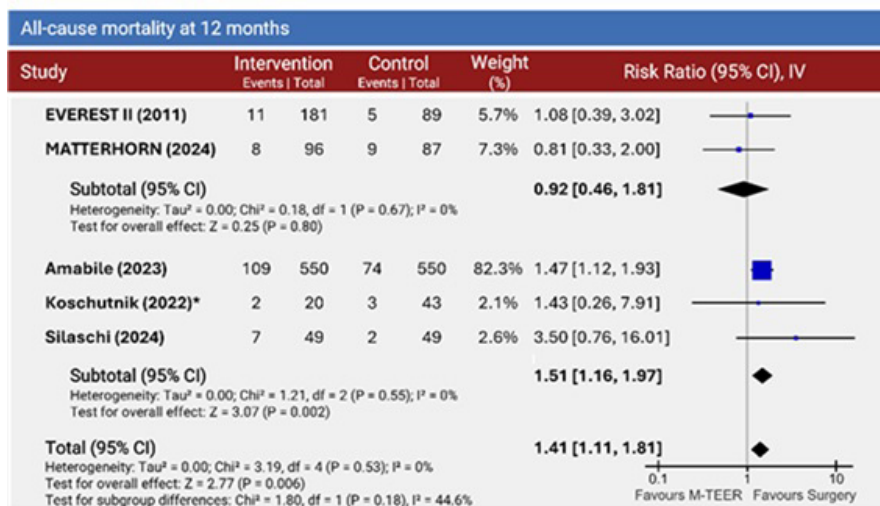 All-cause mortality at 12 months
Study Intervention Control Weight Risk Ratio (95% CI), IV
Events | Total Events | Total (%)
EVEREST II (2011) 11 181 5 89 5.7% 1.08 [0.39, 3.02]
MATTERHORN (2024) 8 96 9 87 7.3% 0.81 [0.33, 2.00]
Subtotal (95% CI) 0.92 [0.46, 1.81]
Heterogeneity: Tau² = 0.00; Chi² = 0.18, df = 1 (P = 0.67); I² = 0%
Test for overall effect: Z = 0.25 (P = 0.80)
Amabile (2023) 109 550 74 550 82.3% 1.47 [1.12, 1.93]
Koschutnik (2022)* 2 20 3 43 2.1% 1.43 [0.26, 7.91]
Silaschi (2024) 7 49 2 49 2.6% 3.50 [0.76, 16.01]
Subtotal (95% CI) 1.51 [1.16, 1.97]
Heterogeneity: Tau² = 0.00; Chi² = 1.21, df = 2 (P = 0.55); I² = 0%
Test for overall effect: Z = 3.07 (P = 0.002)
Total (95% CI) 1.41 [1.11, 1.81]
Heterogeneity: Tau² = 0.00; Chi² = 3.19, df = 4 (P = 0.53); I² = 0%
Test for overall effect: Z = 2.77 (P = 0.006)
Test for subgroup differences: Chi² = 1.80, df = 1 (P = 0.18), I² = 44.6%
0.1 1 10
Favours M-TEER Favours Surgery